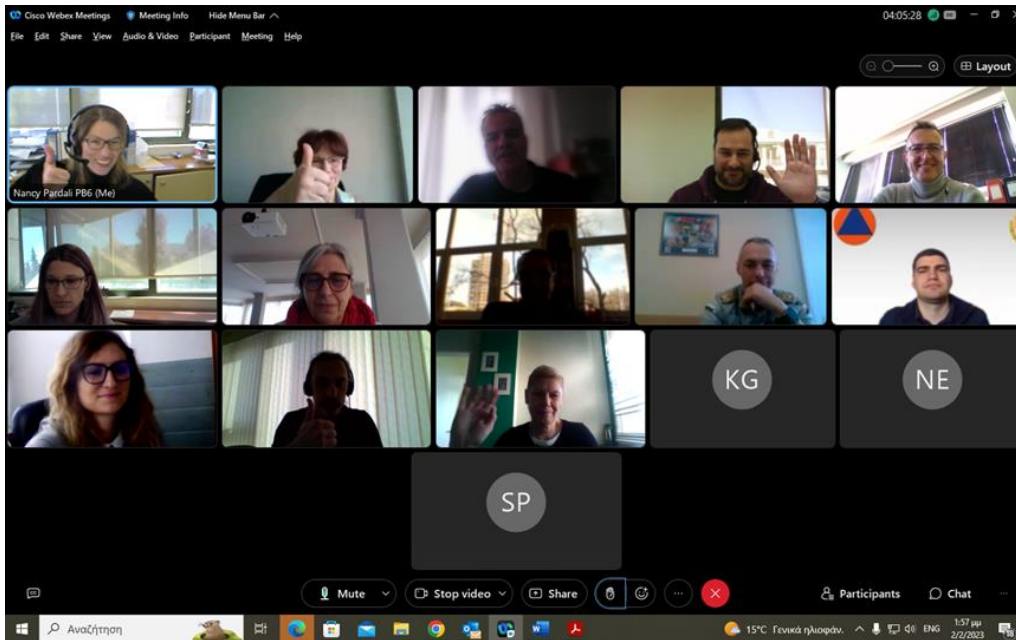 Cisco Webex Meetings Meeting Info Hide Menu Bar 04:05:28
File Edit Share View Audio & Video Participant Meeting Help
Layout
Nancy Pardali PB6 (Me)
KG NE
SP
Mute Stop video Share Participants Chat
Αναζήτηση 15°C Γενικά ηλιοφάν. ENG 1:57 μμ
2/2/2023